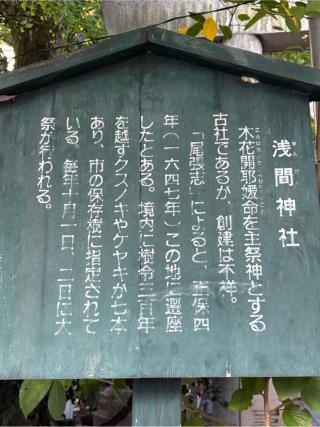 浅間神社
木花開耶媛命を主祭神とする
古社であるが、創建は不祥。
「尾張志」によると、正保四
年(一六四七年)この地に遷座
したとある。境内に樹令三百年
を越すクスノキやケヤキが七本
あり、市の保存樹に指定されて
いる。毎年十月一日、二日に大
祭が行われる。